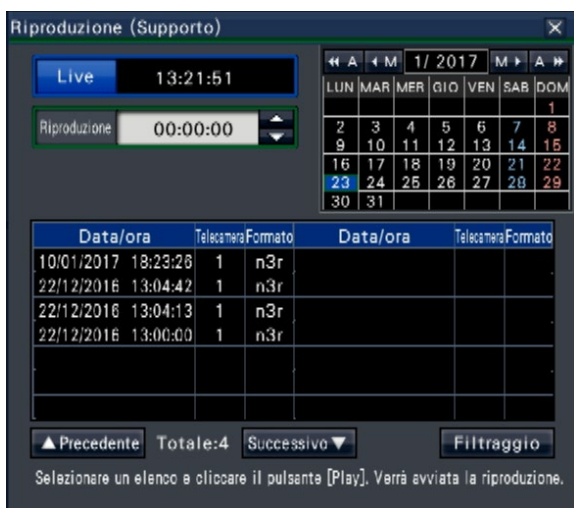 Riproduzione (Supporto)
Live 13:21:51
Riproduzione 00:00:00
A M 1/ 2017 M A
LUN MAR MER GIO VEN SAB DOM
1
2 3 4 5 6 7 8
9 10 11 12 13 14 15
16 17 18 19 20 21 22
23 24 25 26 27 28 29
30 31
Data/ora Telecamera Formato Data/ora Telecamera Formato
10/01/2017 18:23:26 1 n3r
22/12/2016 13:04:42 1 n3r
22/12/2016 13:04:13 1 n3r
22/12/2016 13:00:00 1 n3r
Precedente Totale:4 Successivo Filtraggio
Selezionare un elenco e cliccare il pulsante [Play]. Verrà avviata la riproduzione.